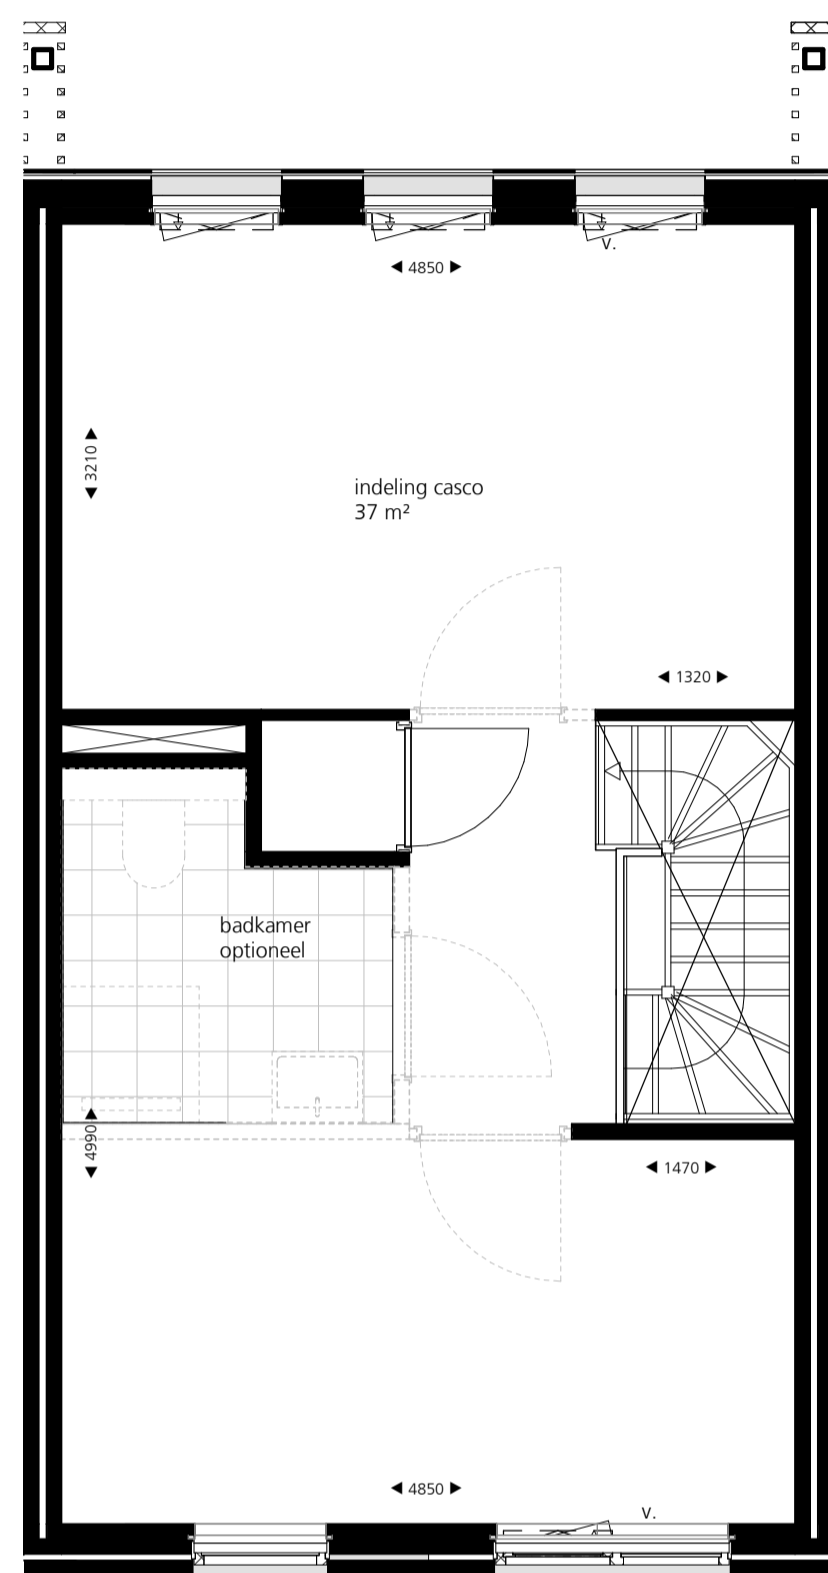 v.
4850
3210
indeling casco
37 m²
1320
badkamer
optioneel
4990
1470
4850
v.